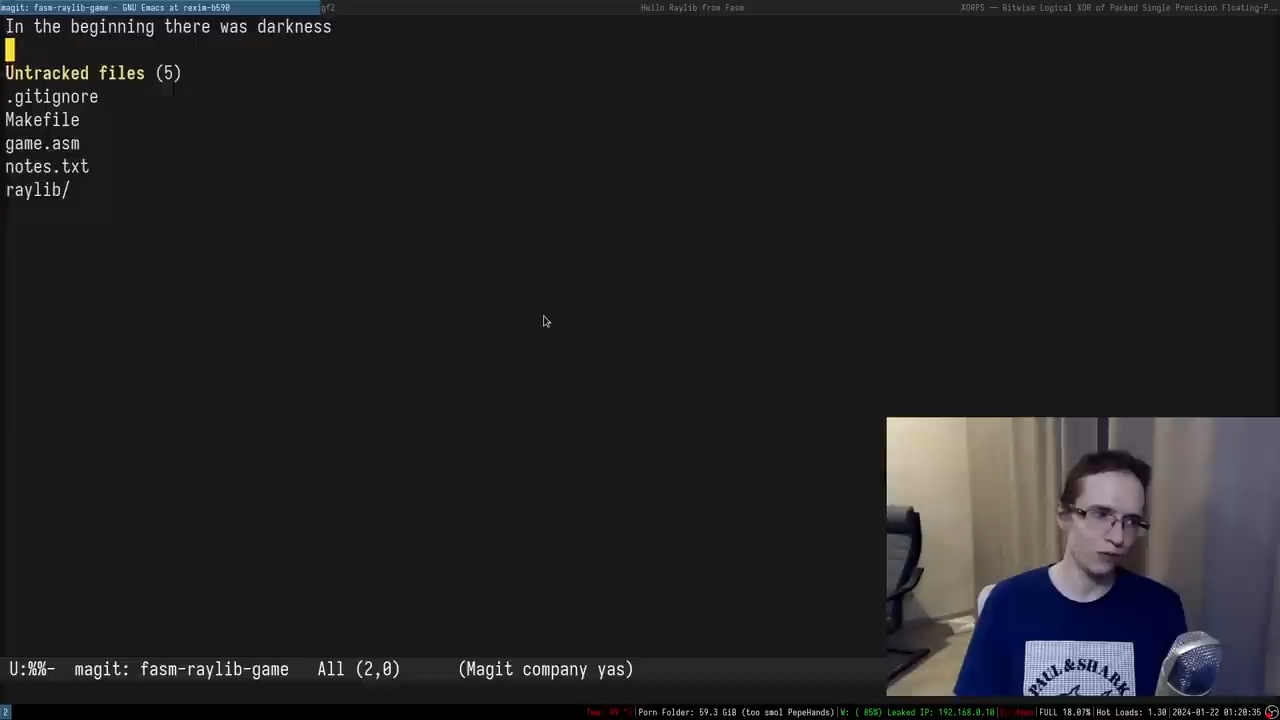 magit: fasm-raylib-game - GNU Emacs at rexim-b590
gf2
Hello Raylib from Fasm
XORPS — Bitwise Logical XOR of Packed Single Precision Floating-P...
In the beginning there was darkness
Untracked files (5)
.gitignore
Makefile
game.asm
notes.txt
raylib/
PAUL & SHARK
U:%%- magit: fasm-raylib-game All (2,0) (Magit company yas)
2
Porn Folder: 59.3 GiB (too smol PepeHands)
W: ( 85%) Leaked IP: 192.168.0.10
FULL 18.07%
Hot Loads: 1.30
2024-01-22 01:20:35